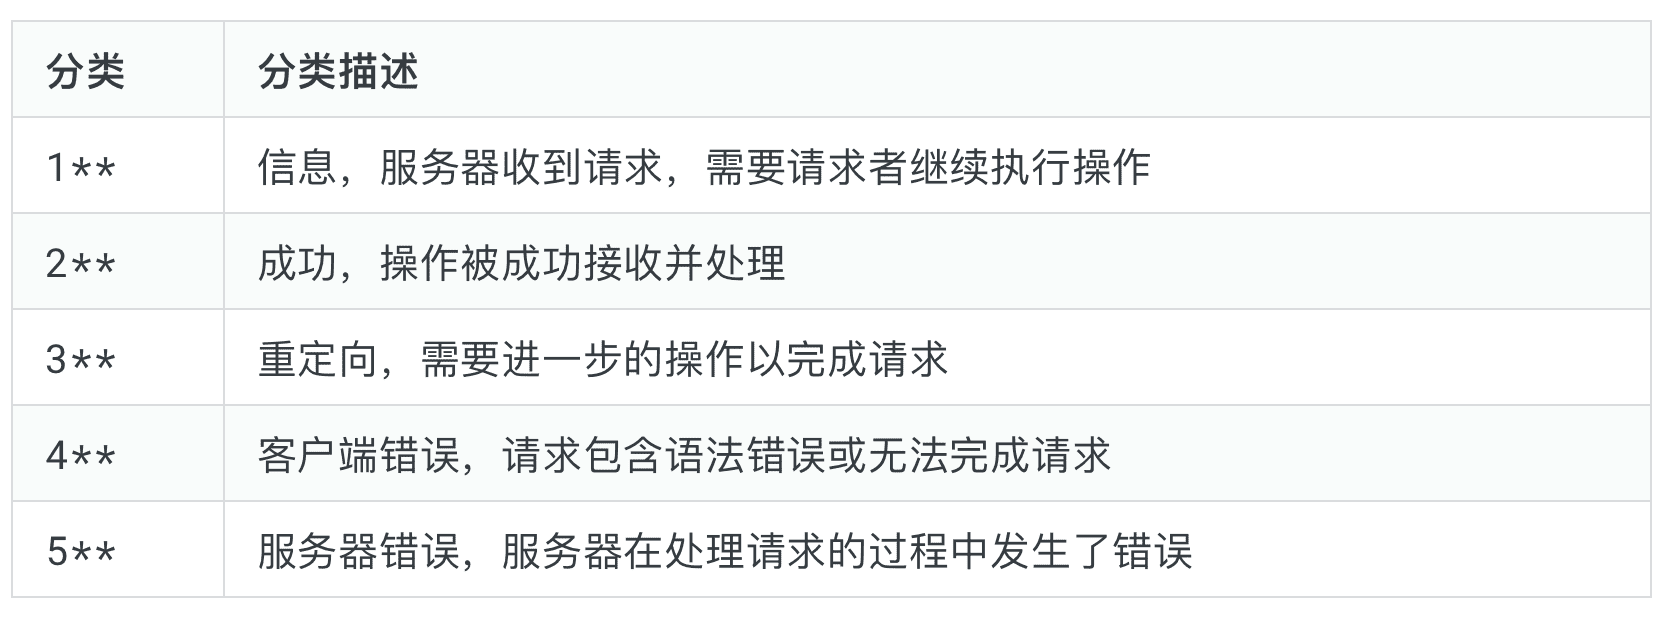 分类 分类描述
1** 信息，服务器收到请求，需要请求者继续执行操作
2** 成功，操作被成功接收并处理
3** 重定向，需要进一步的操作以完成请求
4** 客户端错误，请求包含语法错误或无法完成请求
5** 服务器错误，服务器在处理请求的过程中发生了错误